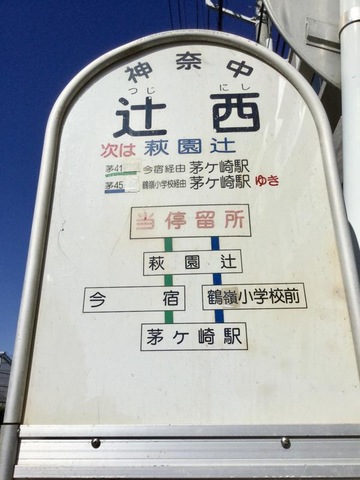 神奈中
つじ にし
辻西
次は 萩園辻
茅41 今宿経由 茅ケ崎駅
茅45 鶴嶺小学校経由 茅ケ崎駅 ゆき
当停留所
萩園辻
今宿 鶴嶺小学校前
茅ケ崎駅